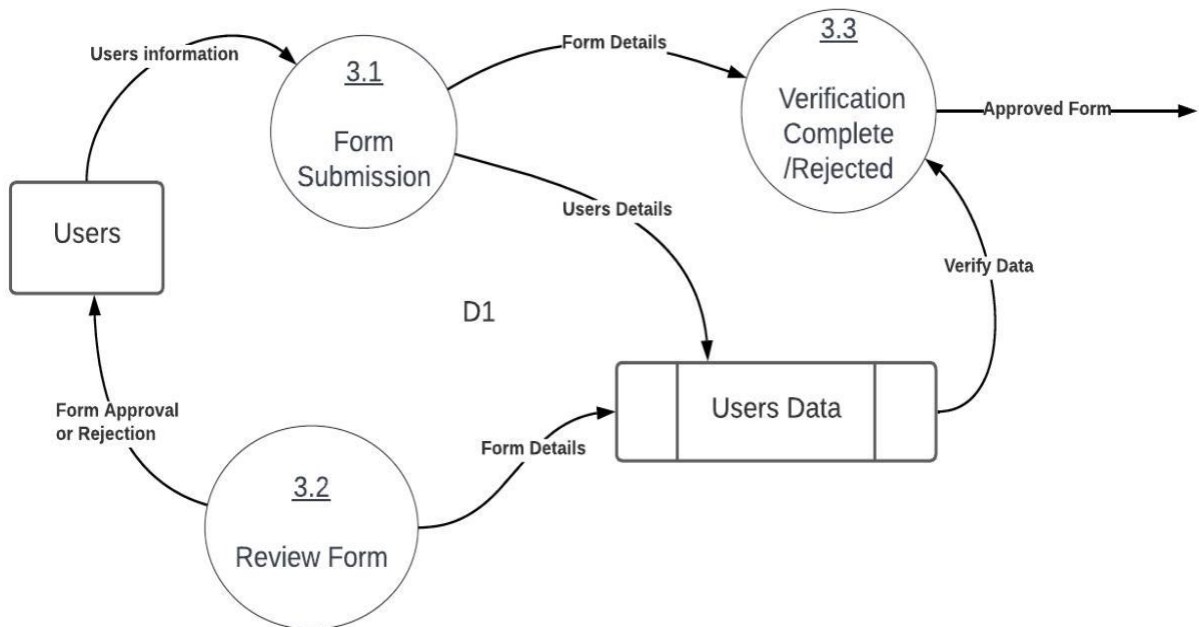 Users information
3.1
Form
Submission
Form Details
3.3
Verification
Complete
/Rejected
Approved Form
Users
Users Details
Verify Data
D1
Users Data
Form Approval
or Rejection
Form Details
3.2
Review Form